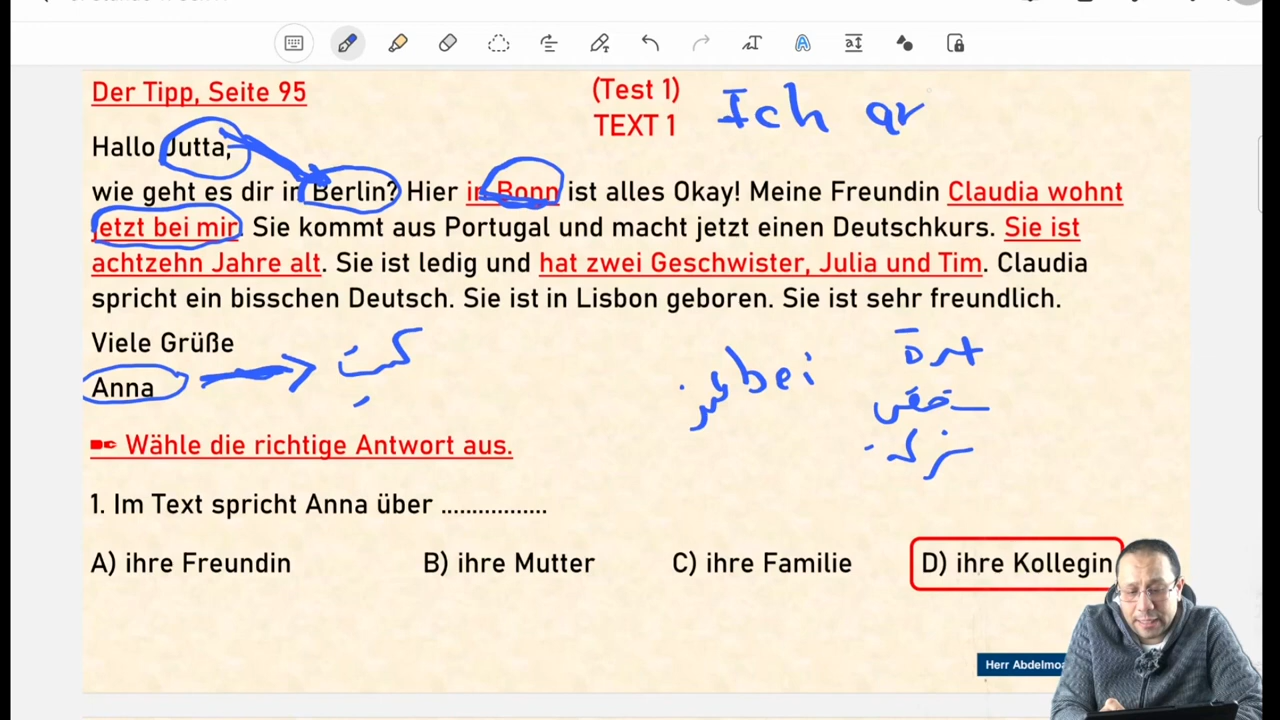 Der Tipp, Seite 95
(Test 1)
TEXT 1
Ich ar
Hallo Jutta,
wie geht es dir in Berlin? Hier in Bonn ist alles Okay! Meine Freundin Claudia wohnt
jetzt bei mir. Sie kommt aus Portugal und macht jetzt einen Deutschkurs. Sie ist
achtzehn Jahre alt. Sie ist ledig und hat zwei Geschwister, Julia und Tim. Claudia
spricht ein bisschen Deutsch. Sie ist in Lisbon geboren. Sie ist sehr freundlich.
Viele Grüße
Anna
bei
✒ Wähle die richtige Antwort aus.
1. Im Text spricht Anna über .................
A) ihre Freundin B) ihre Mutter C) ihre Familie D) ihre Kollegin
Herr